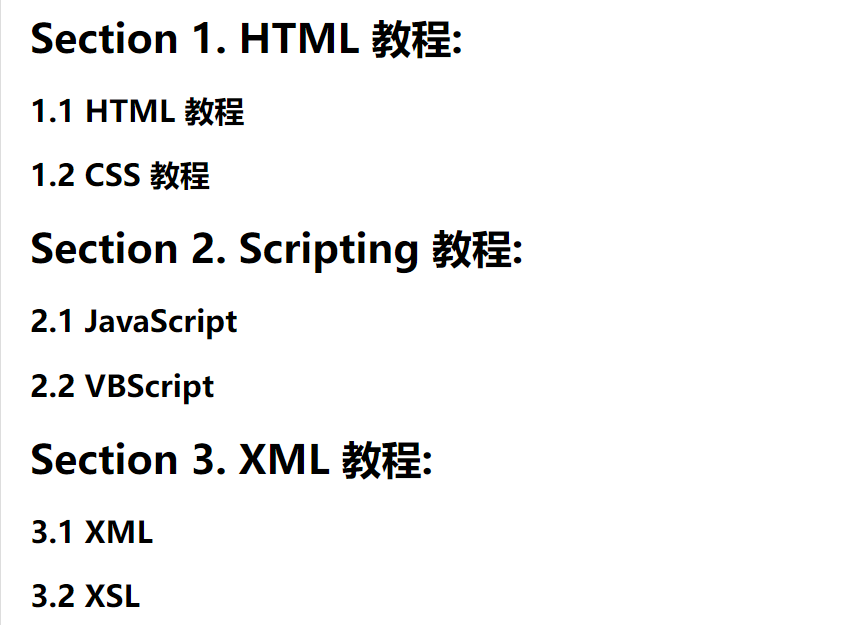 Section 1. HTML 教程:
1.1 HTML 教程
1.2 CSS 教程
Section 2. Scripting 教程:
2.1 JavaScript
2.2 VBScript
Section 3. XML 教程:
3.1 XML
3.2 XSL